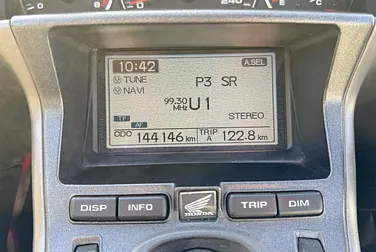 240
10:42 A.SEL
TUNE P3 SR
NAVI
99.30 MHz U1
STEREO
TP
AF
ODO 144146 km TRIP A 122.8 km
DISP INFO HONDA TRIP DIM